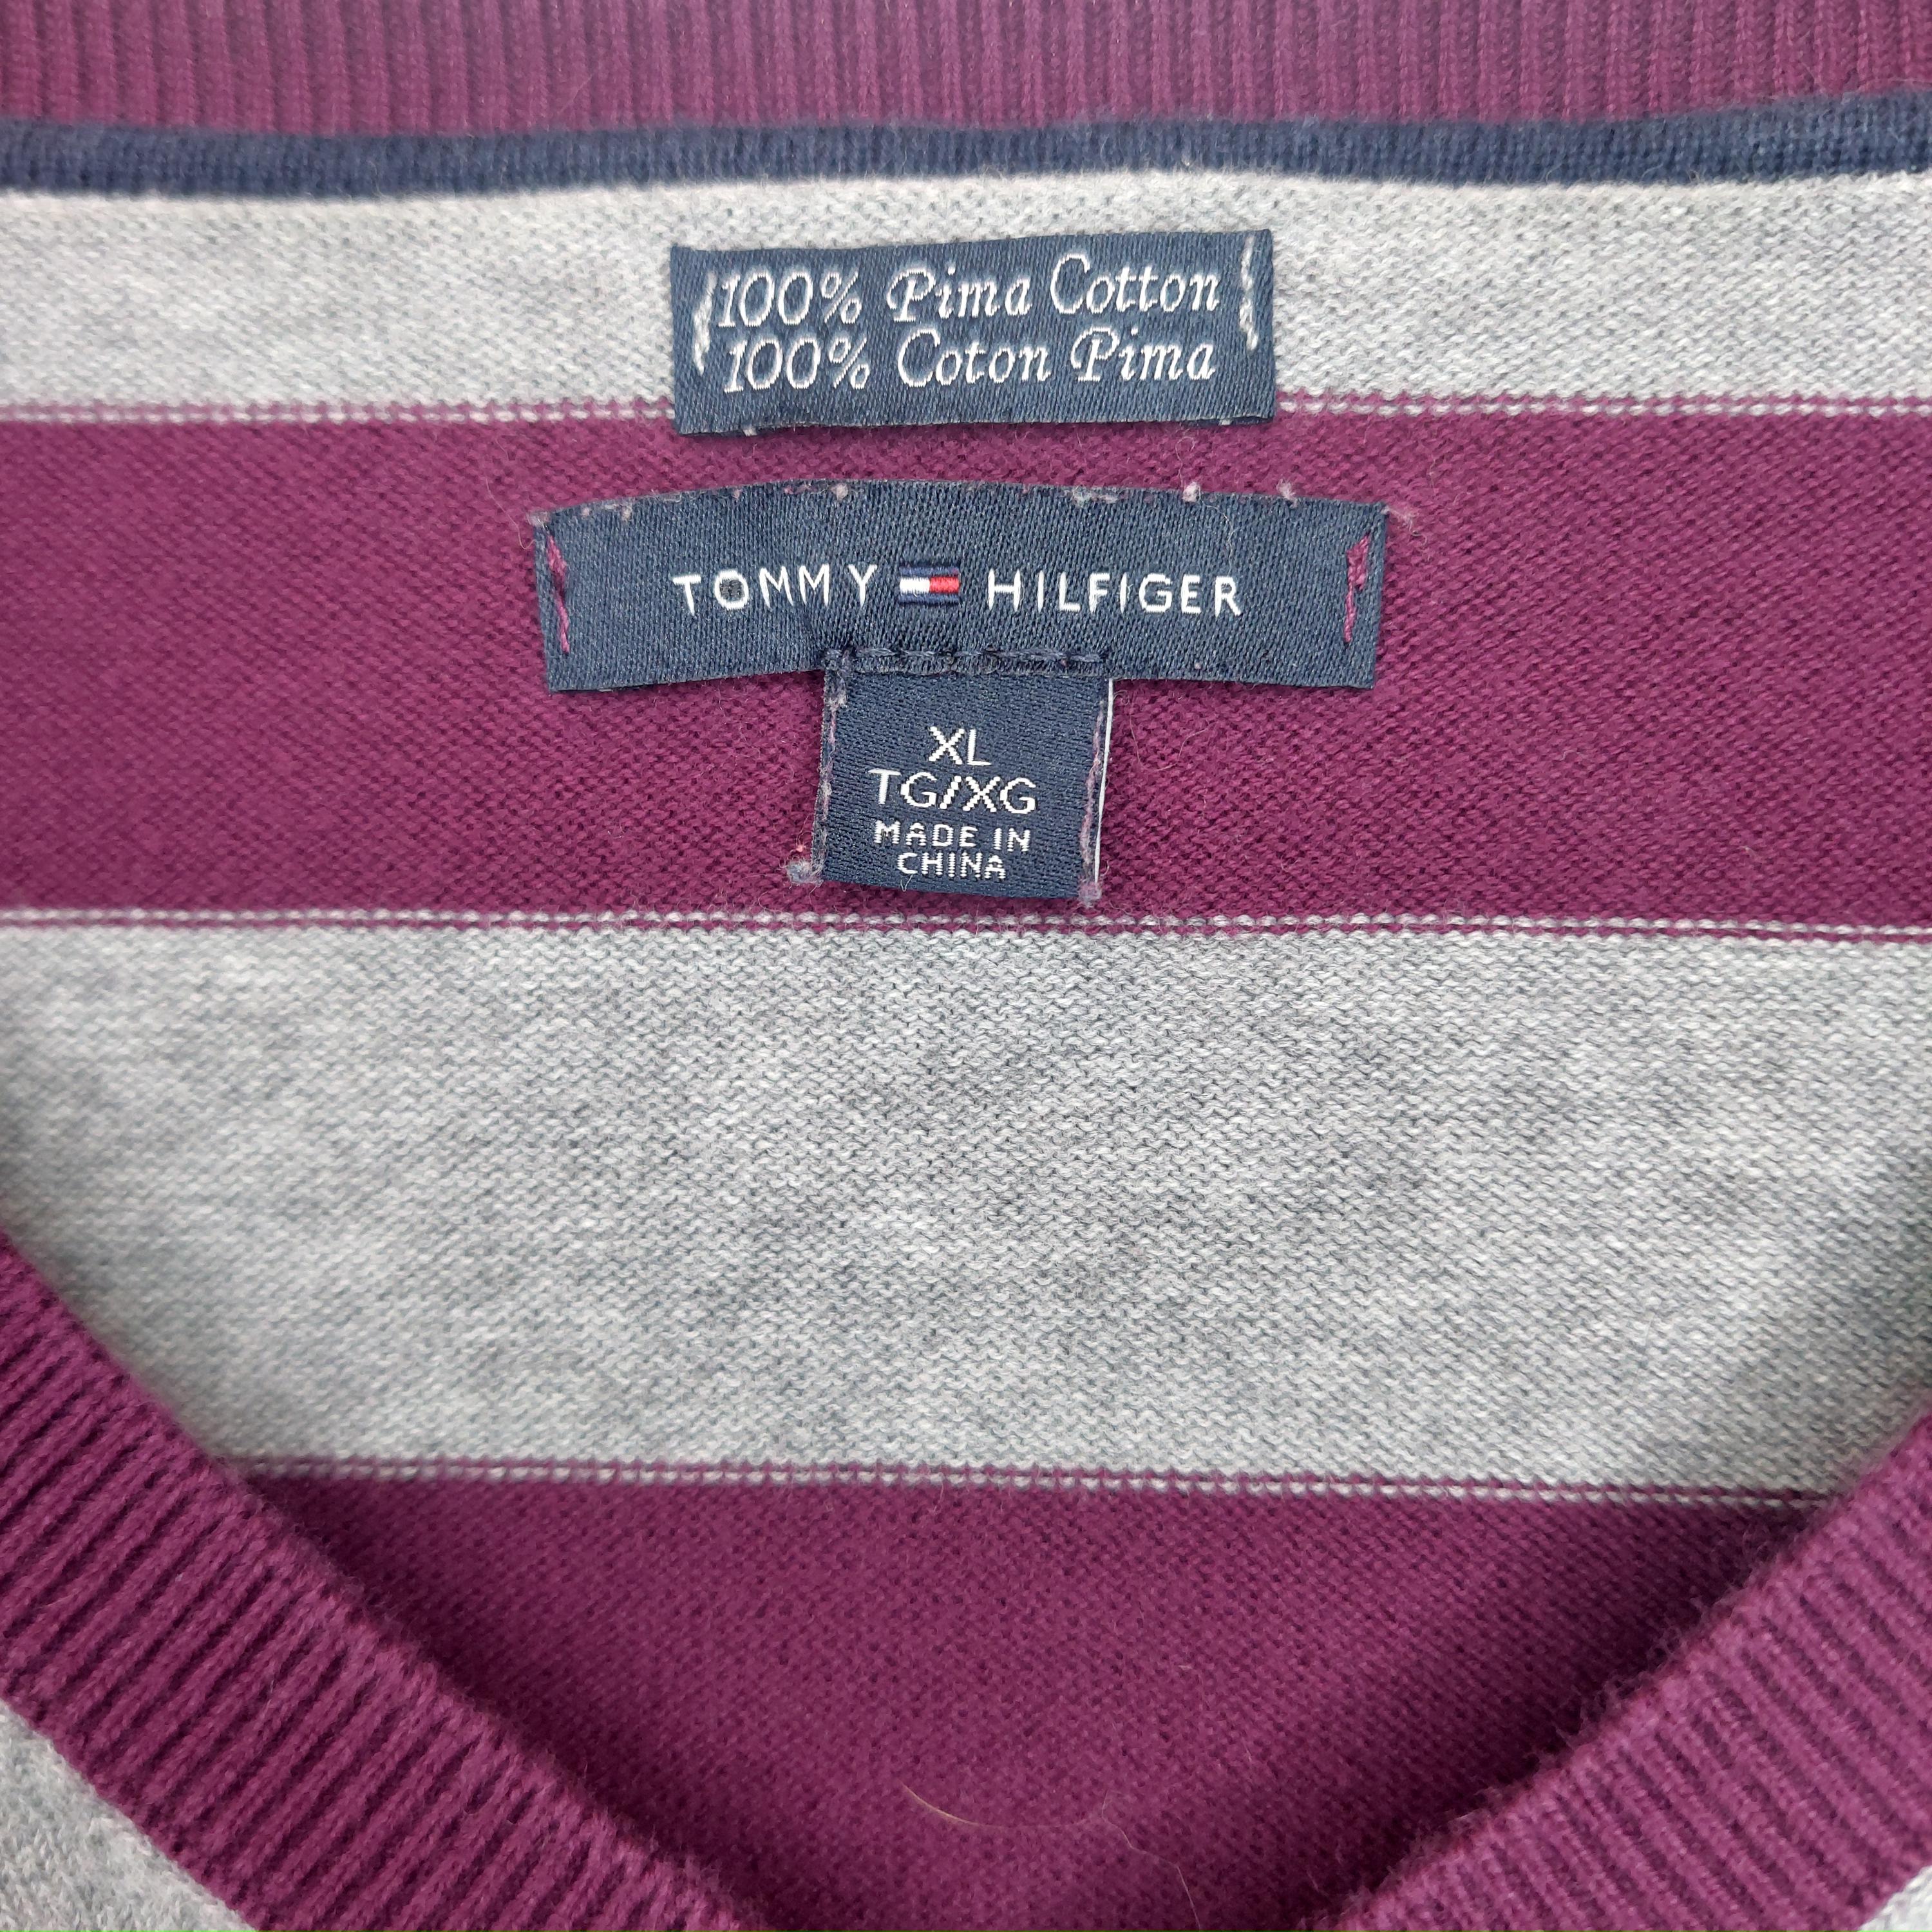 100% Pima Cotton
100% Coton Pima
TOMMY HILFIGER
XL
TG/XG
MADE IN
CHINA